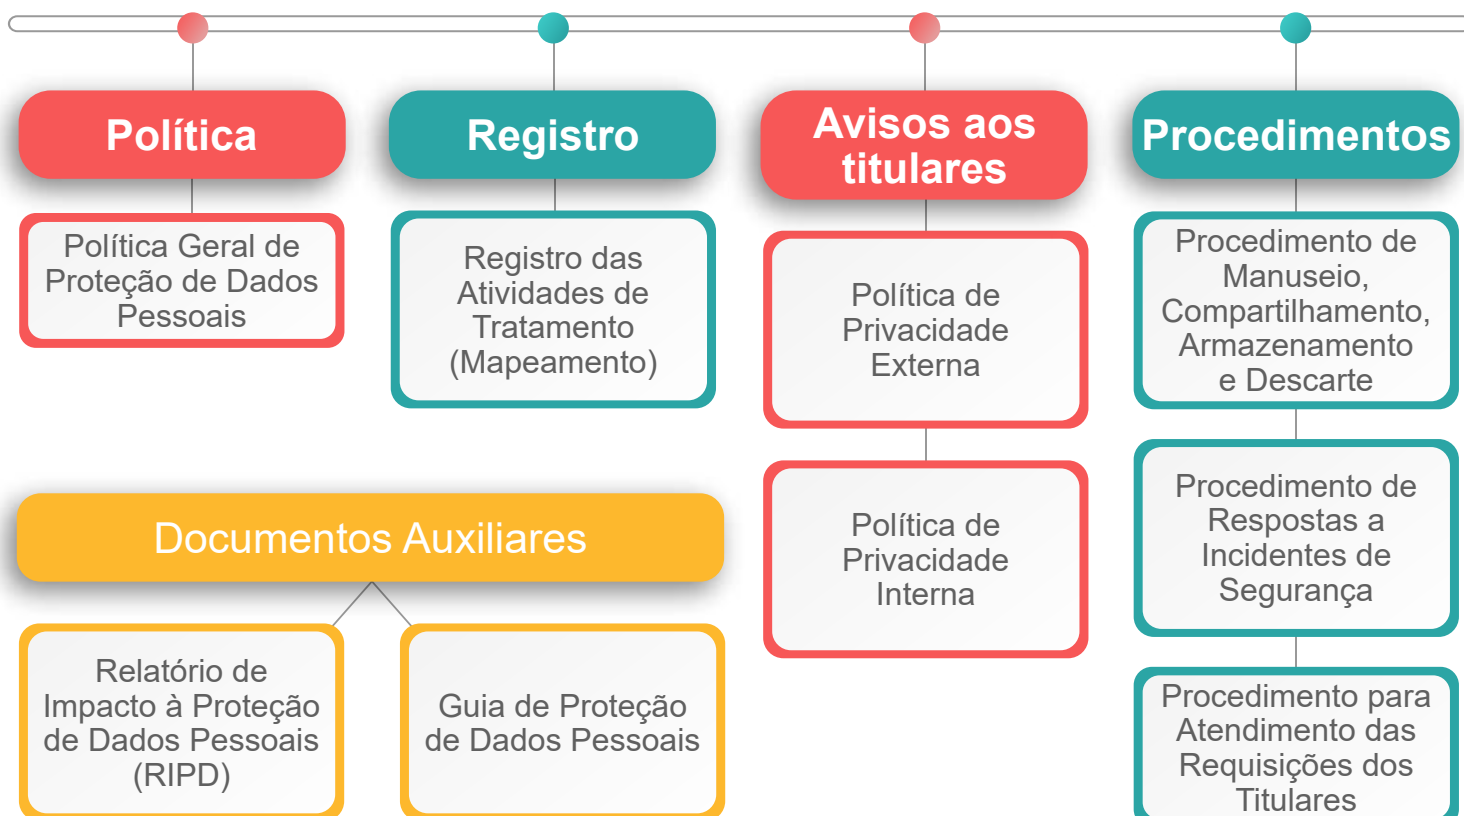 Política
Política Geral de
Proteção de Dados
Pessoais
Registro
Registro das
Atividades de
Tratamento
(Mapeamento)
Avisos aos
titulares
Política de
Privacidade
Externa
Política de
Privacidade
Interna
Procedimentos
Procedimento de
Manuseio,
Compartilhamento,
Armazenamento
e Descarte
Procedimento de
Respostas a
Incidentes de
Segurança
Procedimento para
Atendimento das
Requisições dos
Titulares
Documentos Auxiliares
Relatório de
Impacto à Proteção
de Dados Pessoais
(RIPD)
Guia de Proteção
de Dados Pessoais